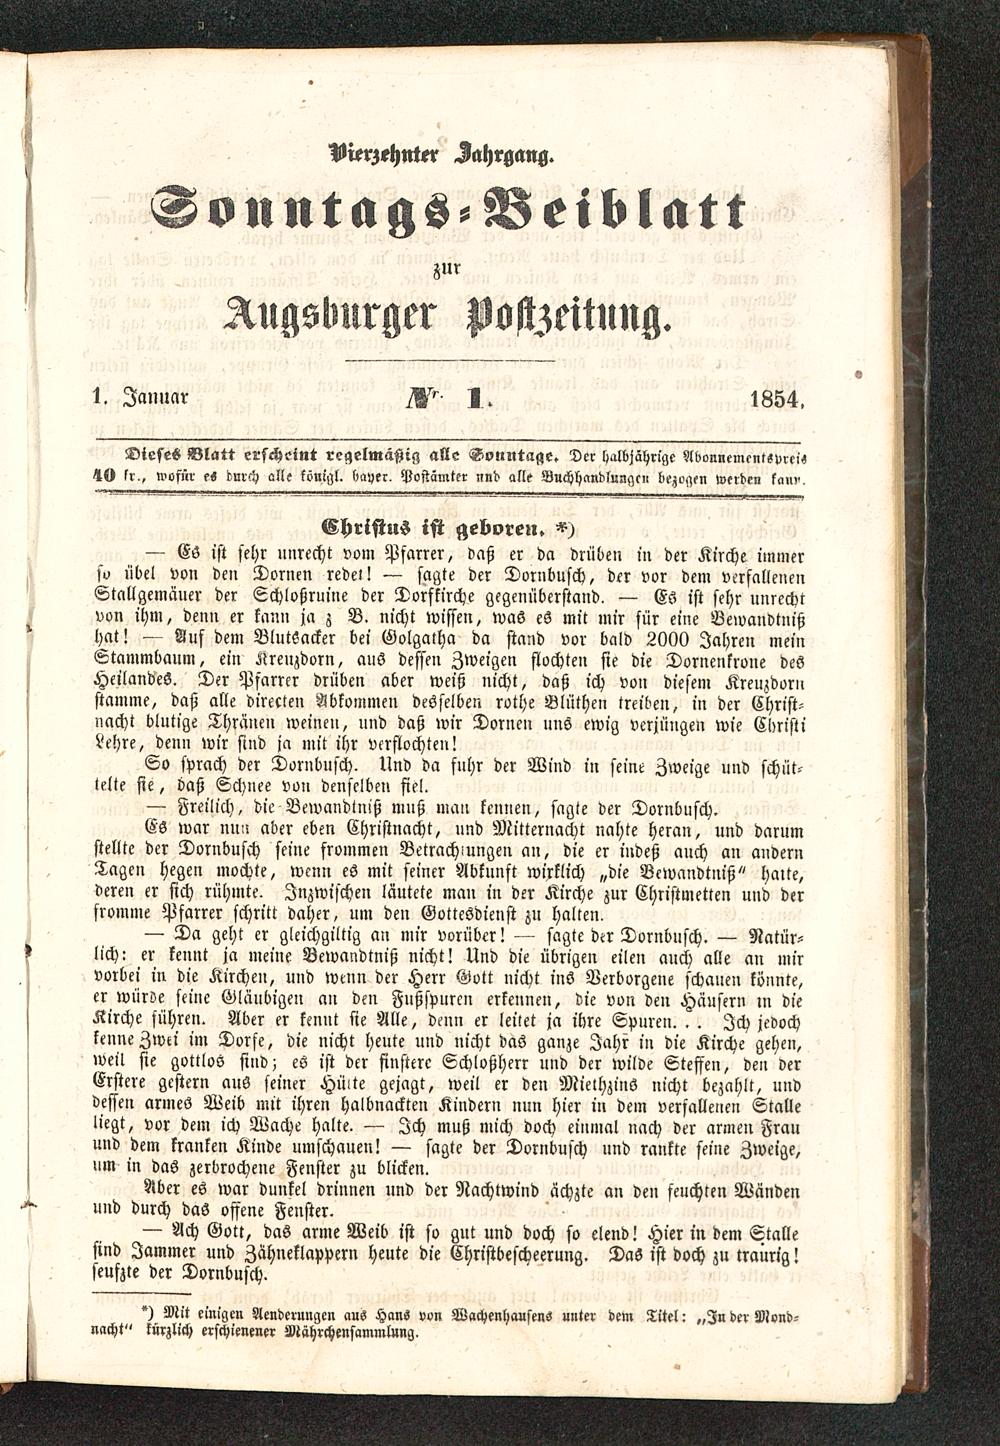 Vierzehnter Jahrgang.
Sonntags-Beiblatt
zur
Augsburger Postzeitung.
1. Januar Nr. 1. 1854.
Dieses Blatt erscheint regelmäßig alle Sonntage. Der halbjährige Abonnementspreis
40 kr., wofür es durch alle königl. bayer. Postämter und alle Buchhandlungen bezogen werden kann.
Christus ist geboren. *)
— Es ist sehr unrecht vom Pfarrer, daß er da drüben in der Kirche immer
so übel von den Dornen redet! — sagte der Dornbusch, der vor dem verfallenen
Stallgemäuer der Schloßruine der Dorfkirche gegenüberstand. — Es ist sehr unrecht
von ihm, denn er kann ja z B. nicht wissen, was es mit mir für eine Bewandtniß
hat! — Auf dem Blutsacker bei Golgatha da stand vor bald 2000 Jahren mein
Stammbaum, ein Kreuzdorn, aus dessen Zweigen flochten sie die Dornenkrone des
Heilandes. Der Pfarrer drüben aber weiß nicht, daß ich von diesem Kreuzdorn
stamme, daß alle directen Abkommen desselben rothe Blüthen treiben, in der Christ-
nacht blutige Thränen weinen, und daß wir Dornen uns ewig verjüngen wie Christi
Lehre, denn wir sind ja mit ihr verflochten!
So sprach der Dornbusch. Und da fuhr der Wind in seine Zweige und schüt-
telte sie, daß Schnee von denselben fiel.
— Freilich, die Bewandtniß muß man kennen, sagte der Dornbusch.
Es war nun aber eben Christnacht, und Mitternacht nahte heran, und darum
stellte der Dornbusch seine frommen Betrachtungen an, die er indeß auch an andern
Tagen hegen mochte, wenn es mit seiner Abkunft wirklich „die Bewandtniß“ hatte,
deren er sich rühmte. Inzwischen läutete man in der Kirche zur Christmetten und der
fromme Pfarrer schritt daher, um den Gottesdienst zu halten.
— Da geht er gleichgiltig an mir vorüber! — sagte der Dornbusch. — Natür-
lich: er kennt ja meine Bewandtniß nicht! Und die übrigen eilen auch alle an mir
vorbei in die Kirchen, und wenn der Herr Gott nicht ins Verborgene schauen könnte,
er würde seine Gläubigen an den Fußspuren erkennen, die von den Häusern in die
Kirche führen. Aber er kennt sie Alle, denn er leitet ja ihre Spuren. . . Ich jedoch
kenne Zwei im Dorfe, die nicht heute und nicht das ganze Jahr in die Kirche gehen,
weil sie gottlos sind; es ist der finstere Schloßherr und der wilde Steffen, den der
Erstere gestern aus seiner Hütte gejagt, weil er den Miethzins nicht bezahlt, und
dessen armes Weib mit ihren halbnackten Kindern nun hier in dem verfallenen Stalle
liegt, vor dem ich Wache halte. — Ich muß mich doch einmal nach der armen Frau
und dem kranken Kinde umschauen! — sagte der Dornbusch und rankte seine Zweige,
um in das zerbrochene Fenster zu blicken.
Aber es war dunkel drinnen und der Nachtwind ächzte an den feuchten Wänden
und durch das offene Fenster.
— Ach Gott, das arme Weib ist so gut und doch so elend! Hier in dem Stalle
sind Jammer und Zähneklappern heute die Christbescheerung. Das ist doch zu traurig!
seufzte der Dornbusch.
*) Mit einigen Aenderungen aus Hans von Wachenhausens unter dem Titel: „In der Mond-
nacht“ kürzlich erschienener Mährchensammlung.